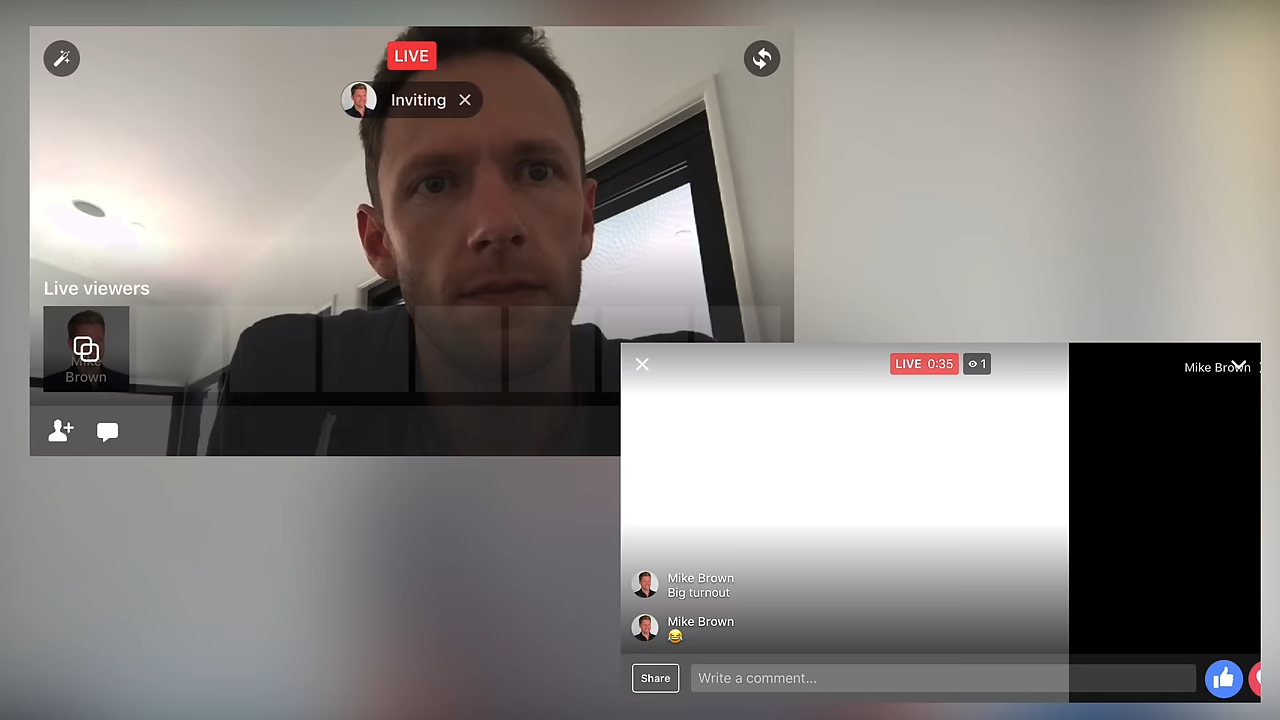 LIVE
Inviting
Live viewers
Mike
Brown
LIVE 0:35
1
Mike Brown
Mike Brown
Big turnout
Mike Brown
😂
Share
Write a comment...